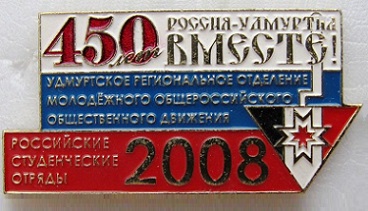 450 лет
РОССИЯ-УДМУРТИЯ
ВМЕСТЕ!
УДМУРТСКОЕ РЕГИОНАЛЬНОЕ ОТДЕЛЕНИЕ
МОЛОДЁЖНОГО ОБЩЕРОССИЙСКОГО
ОБЩЕСТВЕННОГО ДВИЖЕНИЯ
РОССИЙСКИЕ
СТУДЕНЧЕСКИЕ
ОТРЯДЫ
2008